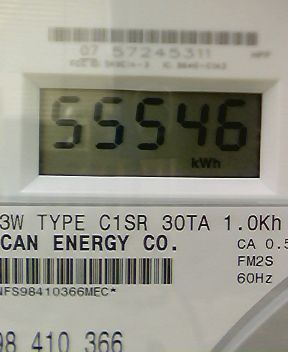 07 57245311
55546
kWh
3W TYPE C1SR 30TA 1.0Kh
CAN ENERGY CO.
CA 0.5
FM2S
60Hz
NFS98410366MEC*
98 410 366